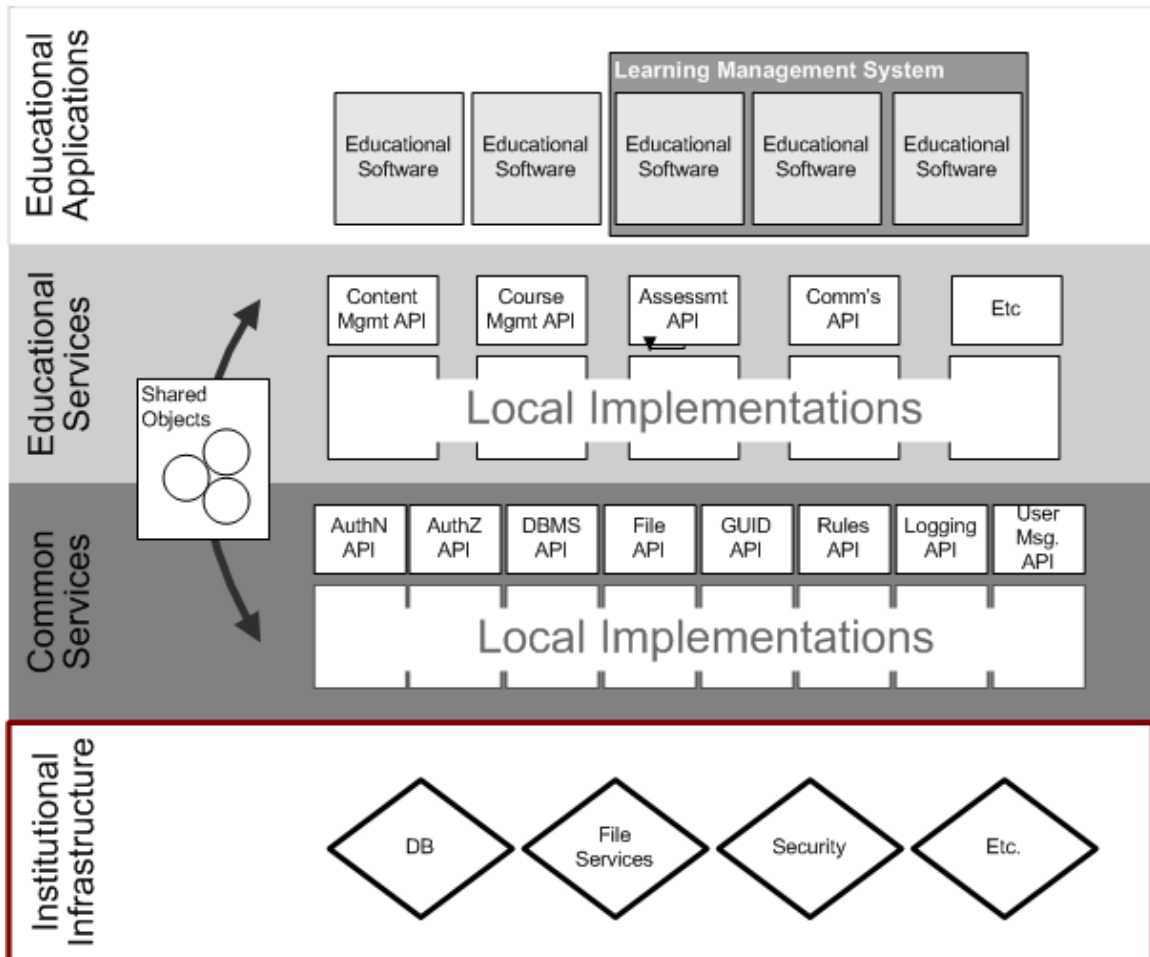 Educational
Applications
Learning Management System
Educational
Software
Educational
Software
Educational
Software
Educational
Software
Educational
Software
Educational
Services
Content
Mgmt API
Course
Mgmt API
Assessmt
API
Comm's
API
Etc
Local Implementations
Shared
Objects
Common
Services
AuthN
API
AuthZ
API
DBMS
API
File
API
GUID
API
Rules
API
Logging
API
User
Msg.
API
Local Implementations
Institutional
Infrastructure
DB
File
Services
Security
Etc.